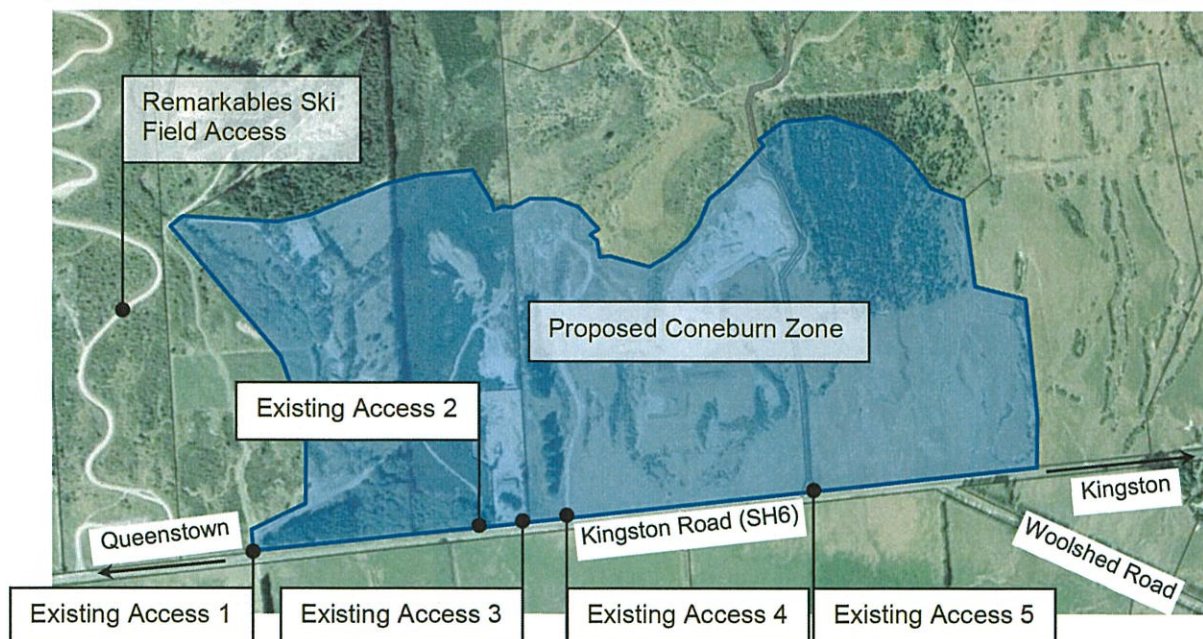 Remarkables Ski
Field Access
Proposed Coneburn Zone
Existing Access 2
Kingston
Kingston Road (SH6)
Queenstown
Woolshed Road
Existing Access 1
Existing Access 3
Existing Access 4
Existing Access 5